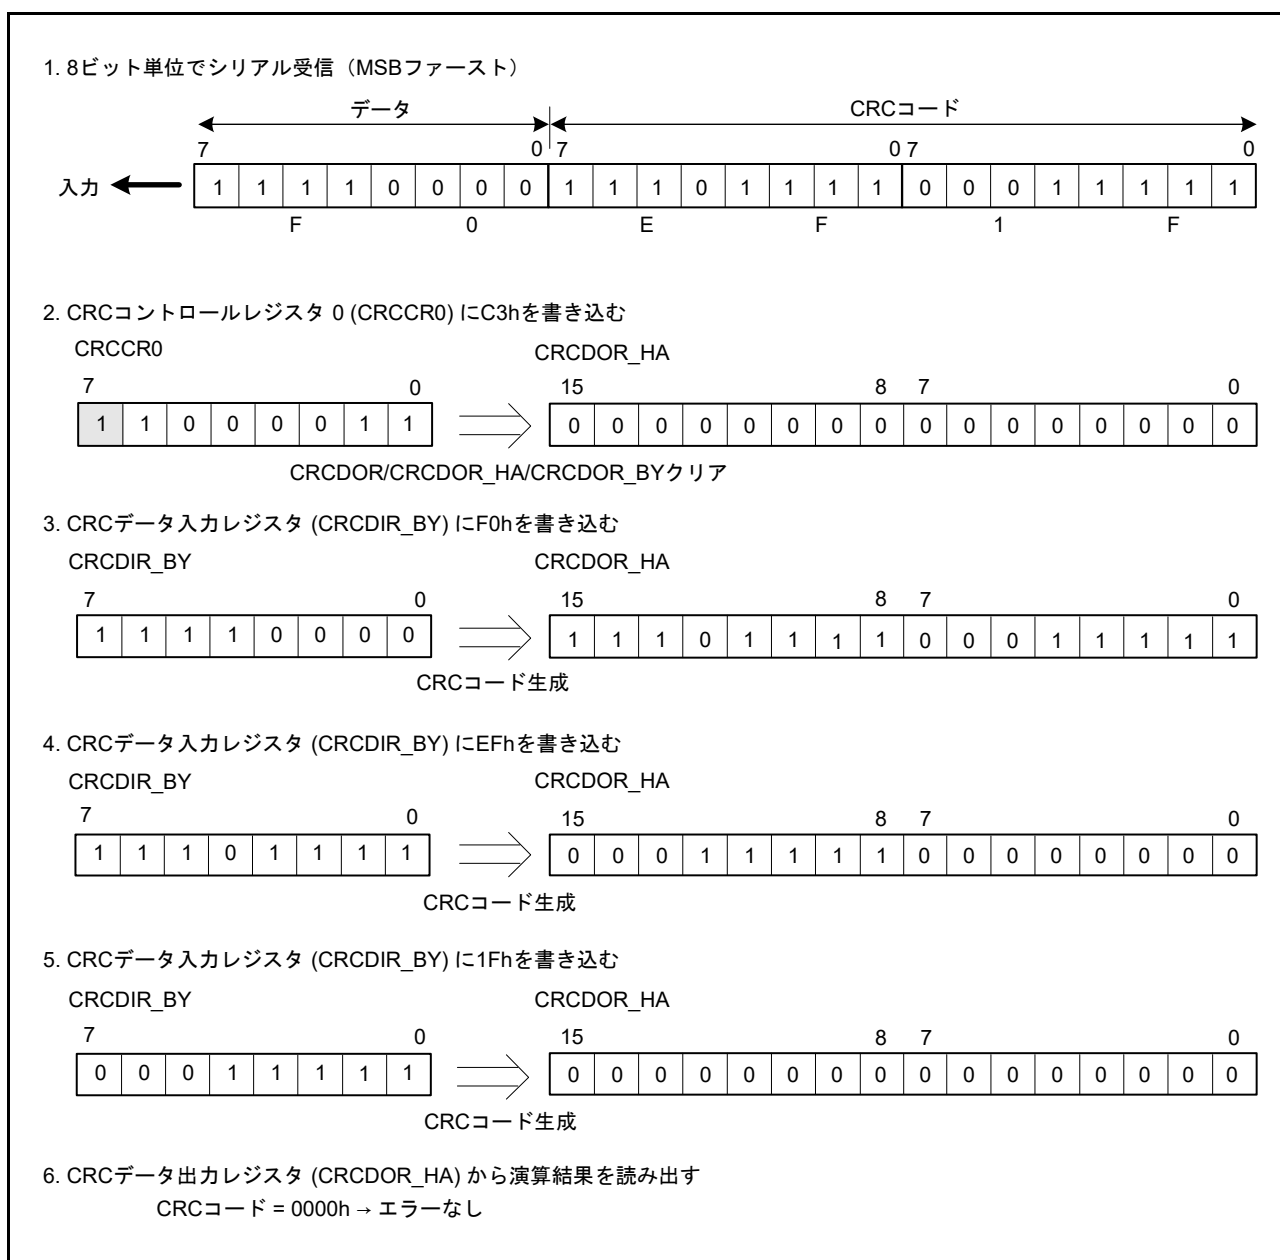 1. 8ビット単位でシリアル受信（MSBファースト）
データ CRCコード
7 0 7 0 7 0
入力 1 1 1 1 0 0 0 0 1 1 1 0 1 1 1 1 0 0 0 1 1 1 1 1
F 0 E F 1 F
2. CRCコントロールレジスタ 0 (CRCCR0) にC3hを書き込む
CRCCR0 CRCDOR_HA
7 0 15 8 7 0
1 1 0 0 0 0 1 1 0 0 0 0 0 0 0 0 0 0 0 0 0 0 0 0
CRCDOR/CRCDOR_HA/CRCDOR_BYクリア
3. CRCデータ入力レジスタ (CRCDIR_BY) にF0hを書き込む
CRCDIR_BY CRCDOR_HA
7 0 15 8 7 0
1 1 1 1 0 0 0 0 1 1 1 0 1 1 1 1 0 0 0 1 1 1 1 1
CRCコード生成
4. CRCデータ入力レジスタ (CRCDIR_BY) にEFhを書き込む
CRCDIR_BY CRCDOR_HA
7 0 15 8 7 0
1 1 1 0 1 1 1 1 0 0 0 1 1 1 1 1 0 0 0 0 0 0 0 0
CRCコード生成
5. CRCデータ入力レジスタ (CRCDIR_BY) に1Fhを書き込む
CRCDIR_BY CRCDOR_HA
7 0 15 8 7 0
0 0 0 1 1 1 1 1 0 0 0 0 0 0 0 0 0 0 0 0 0 0 0 0
CRCコード生成
6. CRCデータ出力レジスタ (CRCDOR_HA) から演算結果を読み出す
CRCコード = 0000h → エラーなし